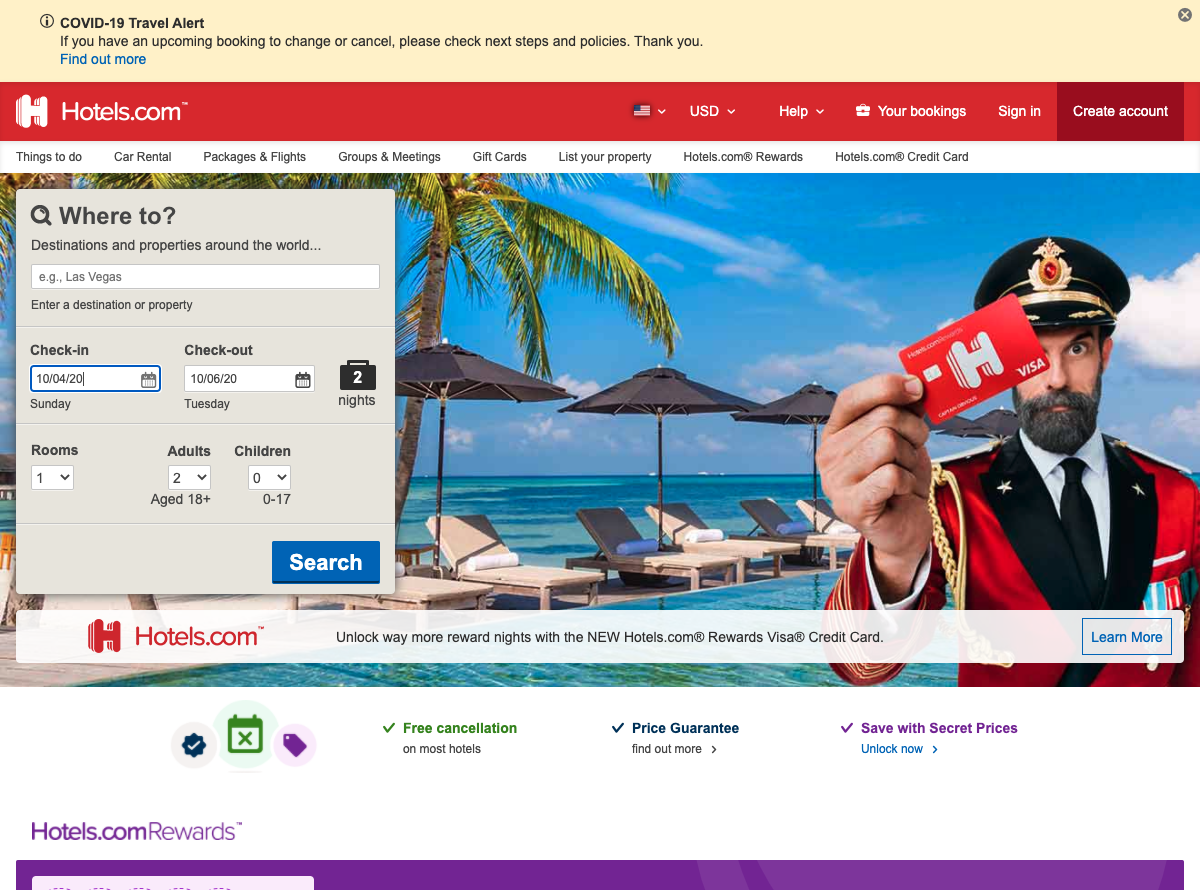 COVID-19 Travel Alert
If you have an upcoming booking to change or cancel, please check next steps and policies. Thank you.
Find out more
Hotels.com™ USD Help Your bookings Sign in Create account
Things to do Car Rental Packages & Flights Groups & Meetings Gift Cards List your property Hotels.com® Rewards Hotels.com® Credit Card
Where to?
Destinations and properties around the world...
e.g., Las Vegas
Enter a destination or property
Check-in Check-out
10/04/20 10/06/20 2
Sunday Tuesday nights
Rooms Adults Children
1 2 0
Aged 18+ 0-17
Search
Hotels.com Rewards
VISA
CAPTAIN OBVIOUS
Hotels.com™ Unlock way more reward nights with the NEW Hotels.com® Rewards Visa® Credit Card. Learn More
Free cancellation Price Guarantee Save with Secret Prices
on most hotels find out more Unlock now
Hotels.com Rewards™